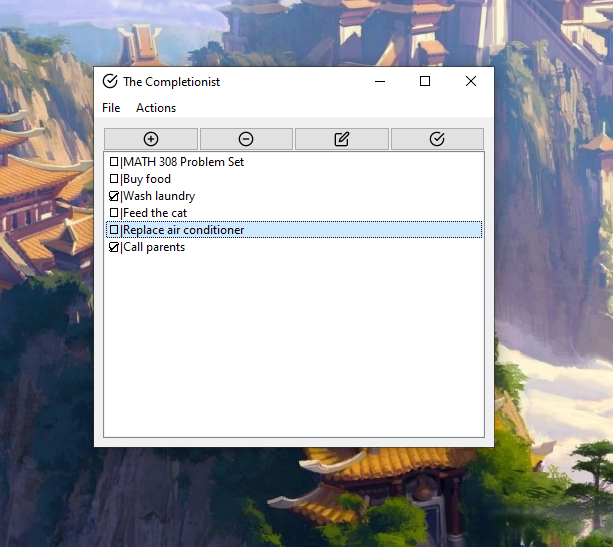 The Completionist
File Actions
|MATH 308 Problem Set
|Buy food
|Wash laundry
|Feed the cat
|Replace air conditioner
|Call parents